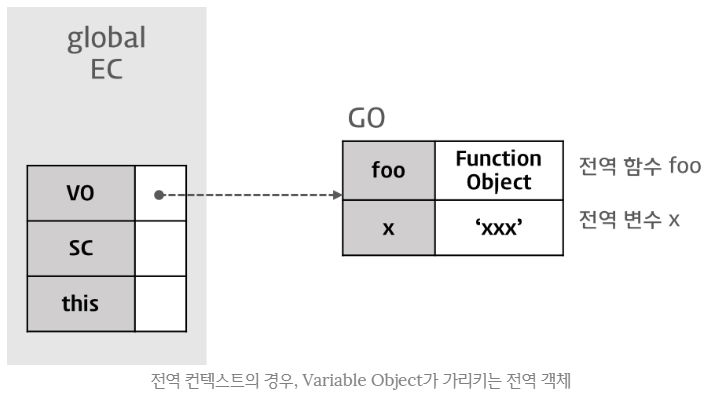 global
EC
GO
foo
Function
Object
전역 함수 foo
VO
x
‘xxx’
전역 변수 x
SC
this
전역 컨텍스트의 경우, Variable Object가 가리키는 전역 객체